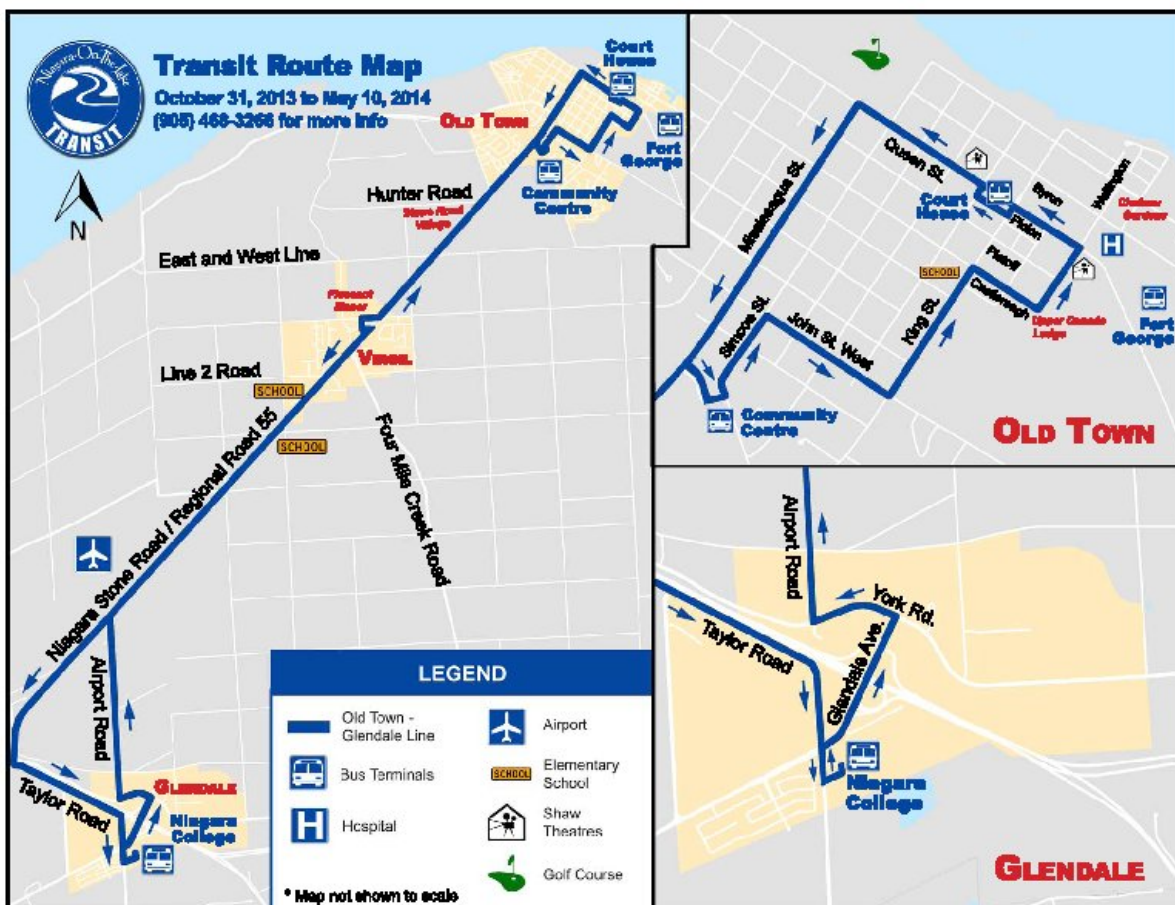 Niagara-On-The-Lake
TRANSIT
Transit Route Map
October 31, 2013 to May 10, 2014
(905) 468-3266 for more info
Court
House
OLD TOWN
Fort
George
Community
Centre
Hunter Road
Stone Road
Village
East and West Line
Pleasant
Manor
VIRGIL
Line 2 Road
SCHOOL
SCHOOL
Niagara Stone Road / Regional Road 55
Four Mile Creek Road
Airport Road
GLENDALE
Taylor Road
Niagara
College
LEGEND
Old Town -
Glendale Line
Bus Terminals
H
Hospital
* Map not shown to scale
Airport
SCHOOL
Elementary
School
Shaw
Theatres
Golf Course
Queen St.
Mississagua St.
Court
House
Byron
Wellington
Picton
Platoff
H
SCHOOL
Castlereagh
Upper Canada
Lodge
Fort
George
Simcoe St.
John St. West
King St.
Community
Centre
OLD TOWN
Airport Road
York Rd.
Taylor Road
Glendale Ave.
Niagara
College
GLENDALE
N